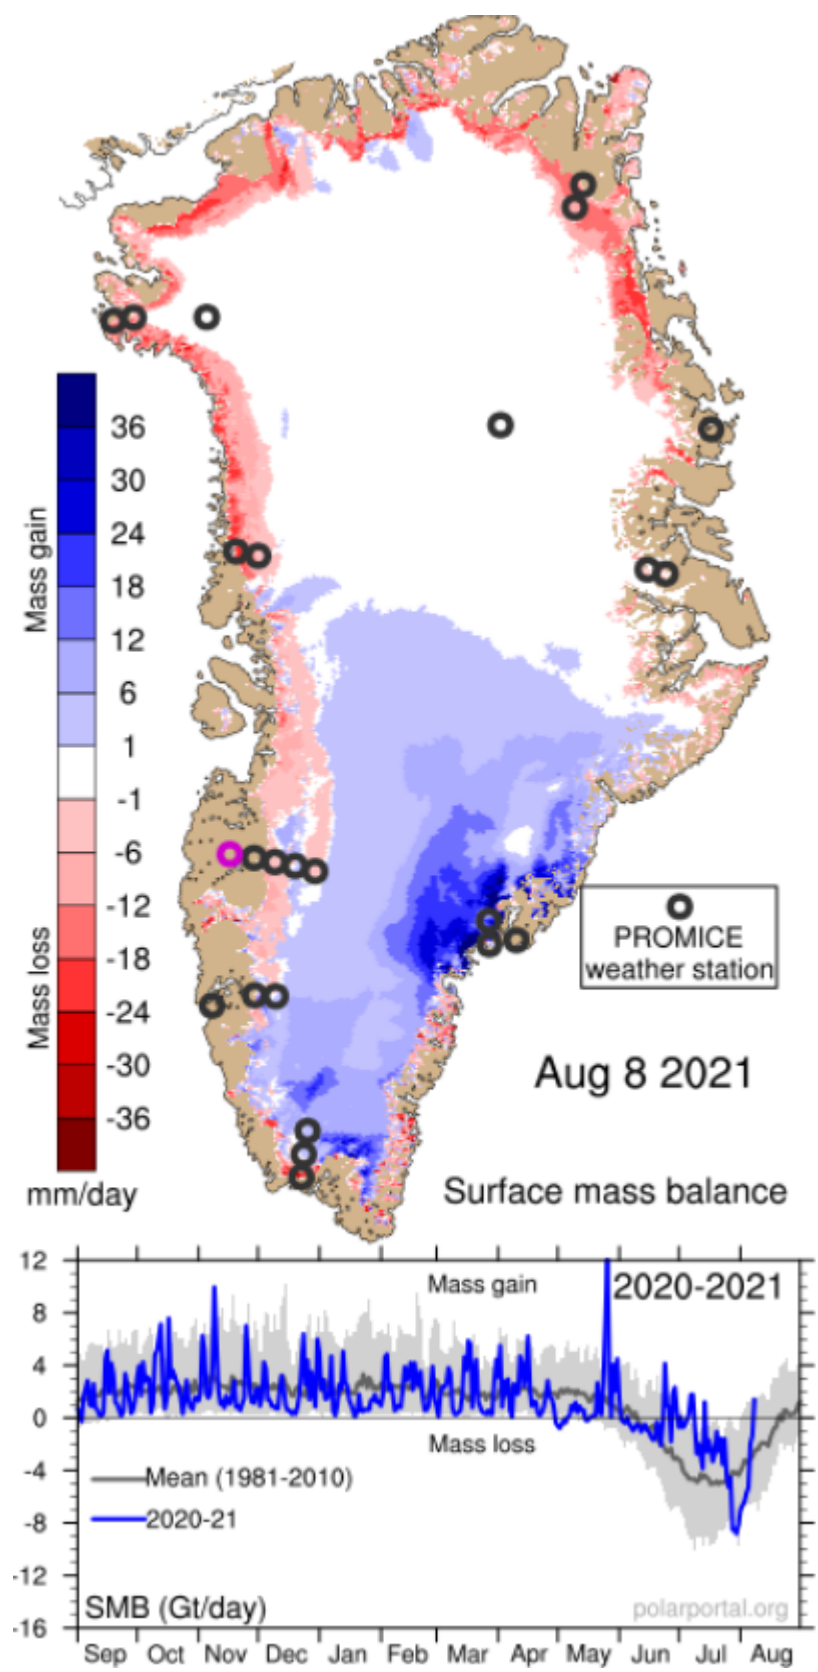 36
30
24
18
12
6
1
-1
-6
-12
-18
-24
-30
-36
Mass gain
Mass loss
mm/day
PROMICE
weather station
Aug 8 2021
Surface mass balance
12
8
4
0
-4
-8
-12
-16
Mass gain
2020-2021
Mass loss
Mean (1981-2010)
2020-21
SMB (Gt/day)
polarportal.org
Sep Oct Nov Dec Jan Feb Mar Apr May Jun Jul Aug